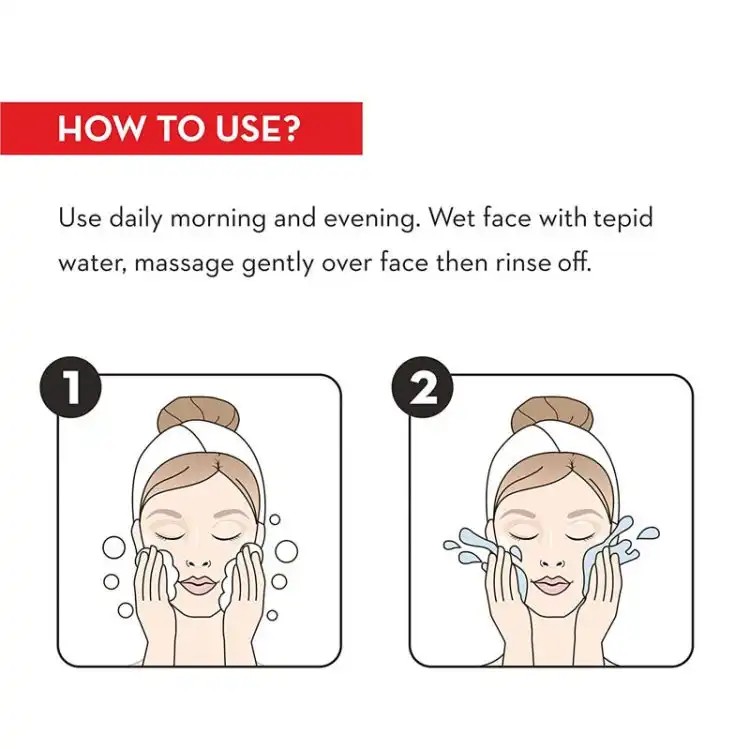 HOW TO USE?
Use daily morning and evening. Wet face with tepid
water, massage gently over face then rinse off.
1
2